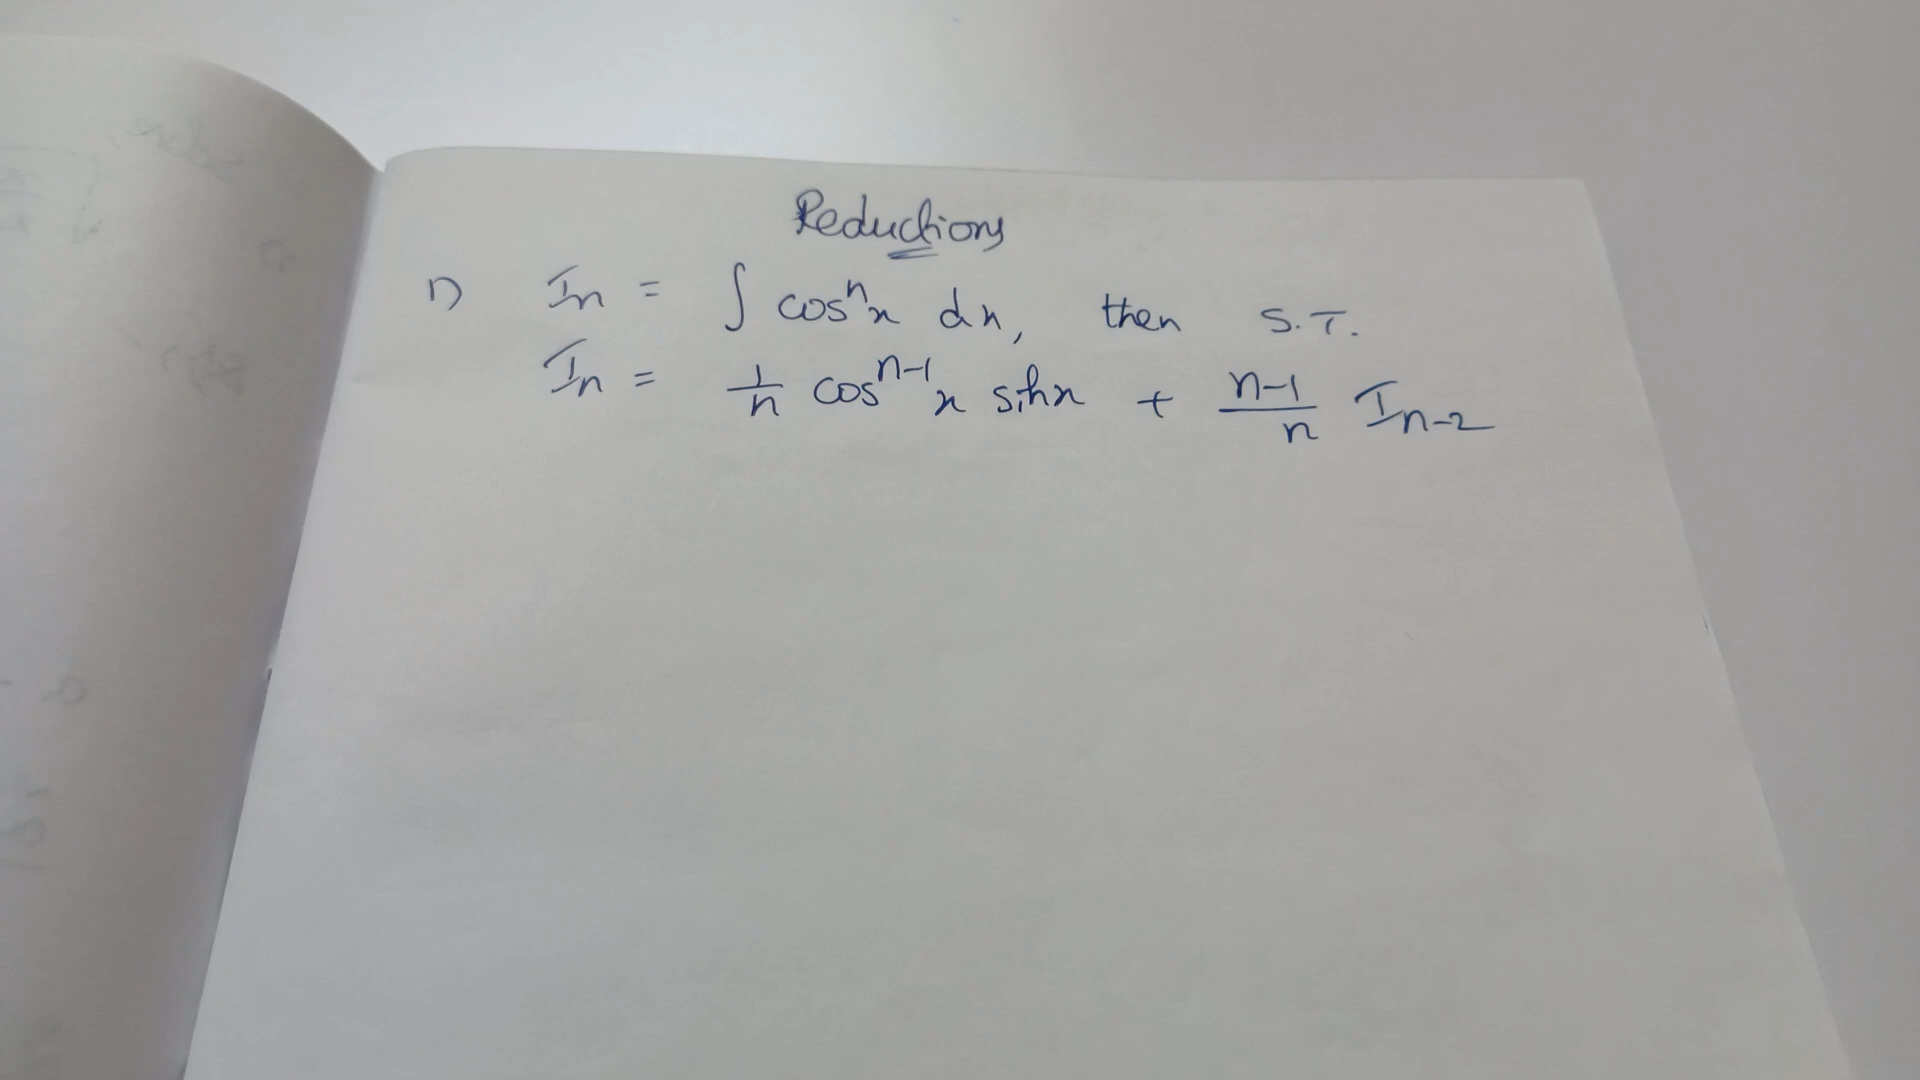 Reductions
1) Iₙ = ∫ cosⁿx dx, then S.T.
Iₙ = 1/n cosⁿ⁻¹x sinx + n-1/n Iₙ₋₂